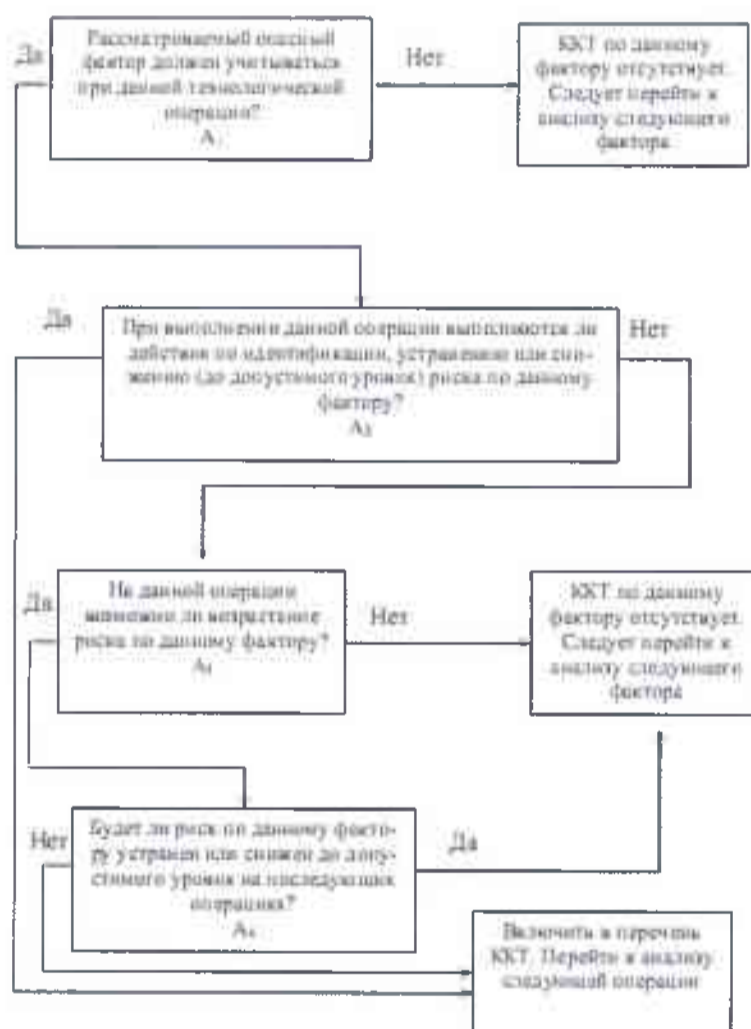 Рассматриваемый опасный
фактор должен учитываться
при данной технологической
операции?
А
Да
Нет
ККТ по данному
фактору отсутствует.
Следует перейти к
анализу следующего
фактора
При выполнении данной операции выполняются ли
действия по идентификации, устранению или сни-
жению (до допустимого уровня) риска по данному
фактору?
А₂
Да
Нет
На данной операции
возможно ли возрастание
риска по данному фактору?
Да
Нет
ККТ по данному
фактору отсутствует.
Следует перейти к
анализу следующего
фактора
Будет ли риск по данному факто-
ру устранен или снижен до допу-
стимого уровня на последующих
операциях?
А₄
Нет
Да
Включить в перечень
ККТ. Перейти к анализу
следующей операции